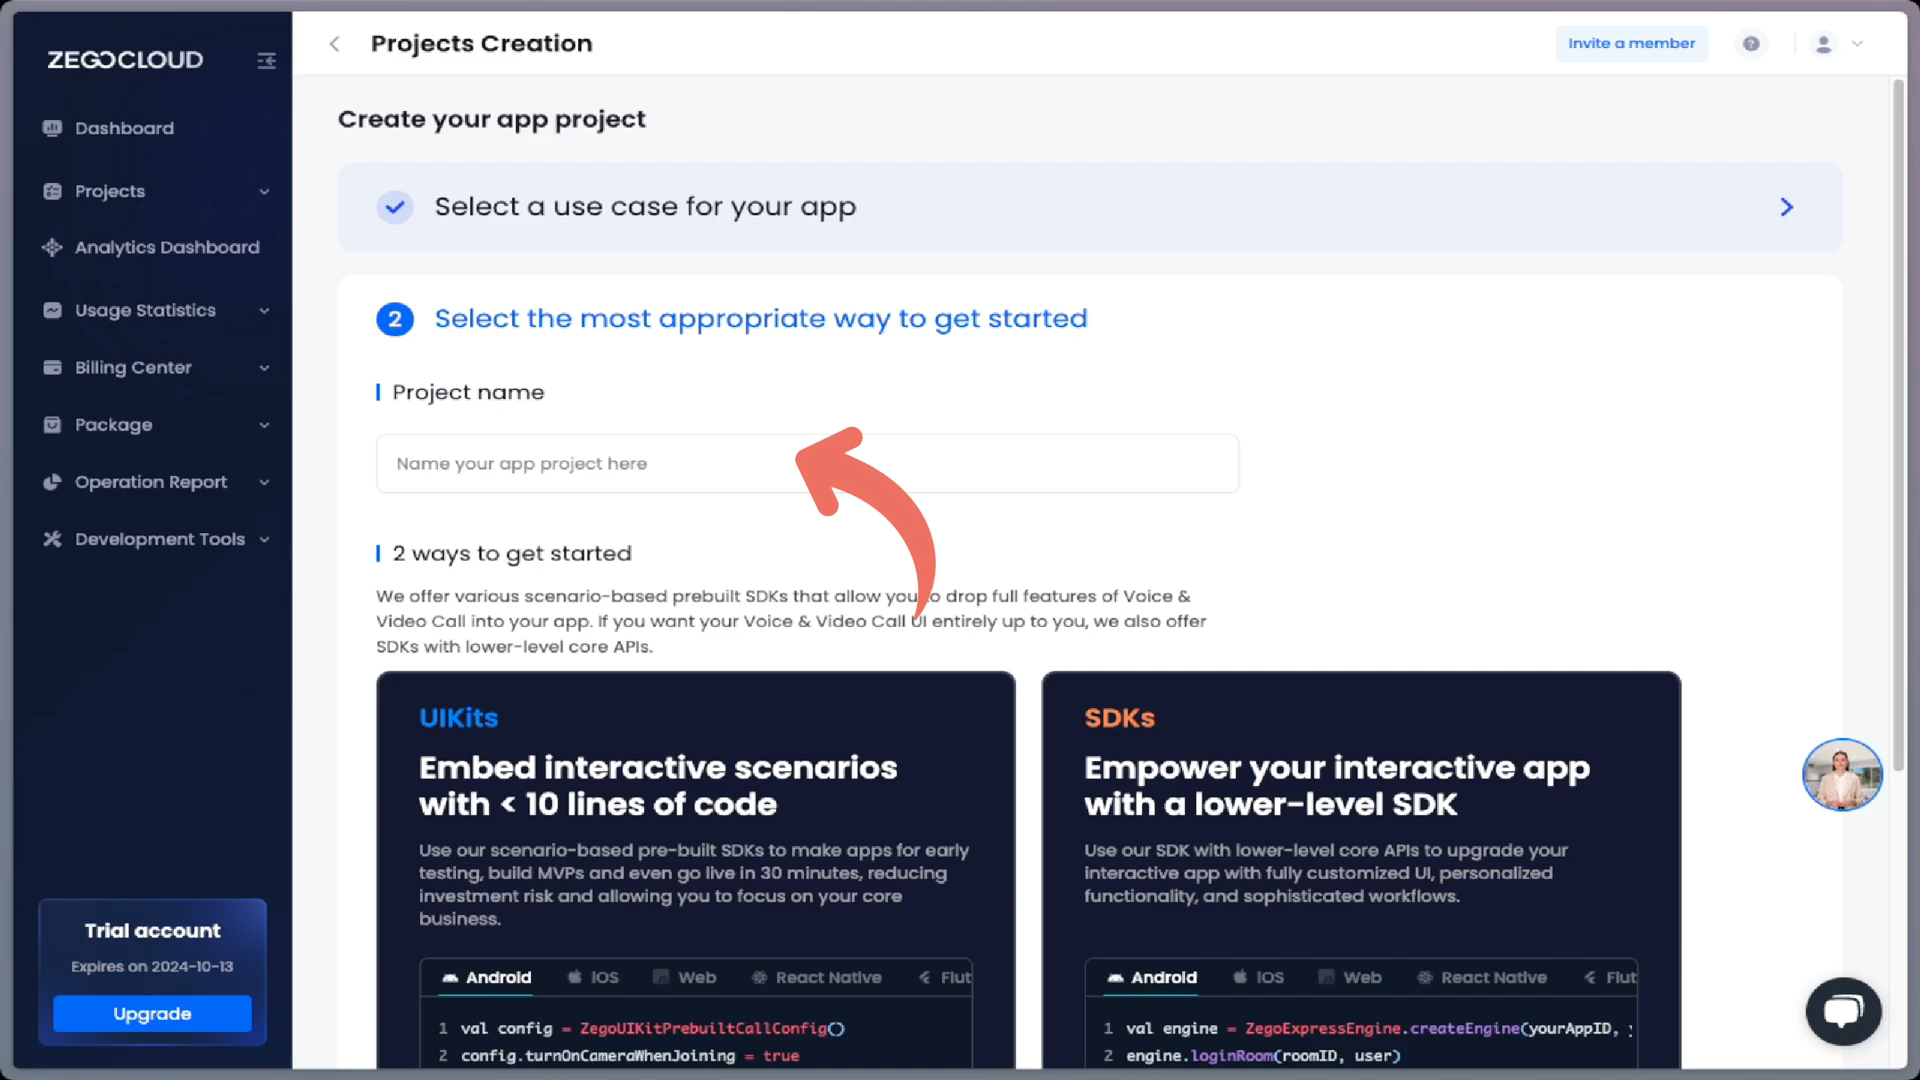 ZEGOCLOUD
Dashboard
Projects
Analytics Dashboard
Usage Statistics
Billing Center
Package
Operation Report
Development Tools
Trial account
Expires on 2024-10-13
Upgrade
Projects Creation
Invite a member
Create your app project
Select a use case for your app
2 Select the most appropriate way to get started
Project name
Name your app project here
2 ways to get started
We offer various scenario-based prebuilt SDKs that allow you to drop full features of Voice &
Video Call into your app. If you want your Voice & Video Call UI entirely up to you, we also offer
SDKs with lower-level core APIs.
UIKits
Embed interactive scenarios
with < 10 lines of code
Use our scenario-based pre-built SDKs to make apps for early
testing, build MVPs and even go live in 30 minutes, reducing
investment risk and allowing you to focus on your core
business.
Android iOS Web React Native Flut
1 val config = ZegoUIKitPrebuiltCallConfig()
2 config.turnOnCameraWhenJoining = true
SDKs
Empower your interactive app
with a lower-level SDK
Use our SDK with lower-level core APIs to upgrade your
interactive app with fully customized UI, personalized
functionality, and sophisticated workflows.
Android iOS Web React Native Flut
1 val engine = ZegoExpressEngine.createEngine(yourAppID,
2 engine.loginRoom(roomID, user)